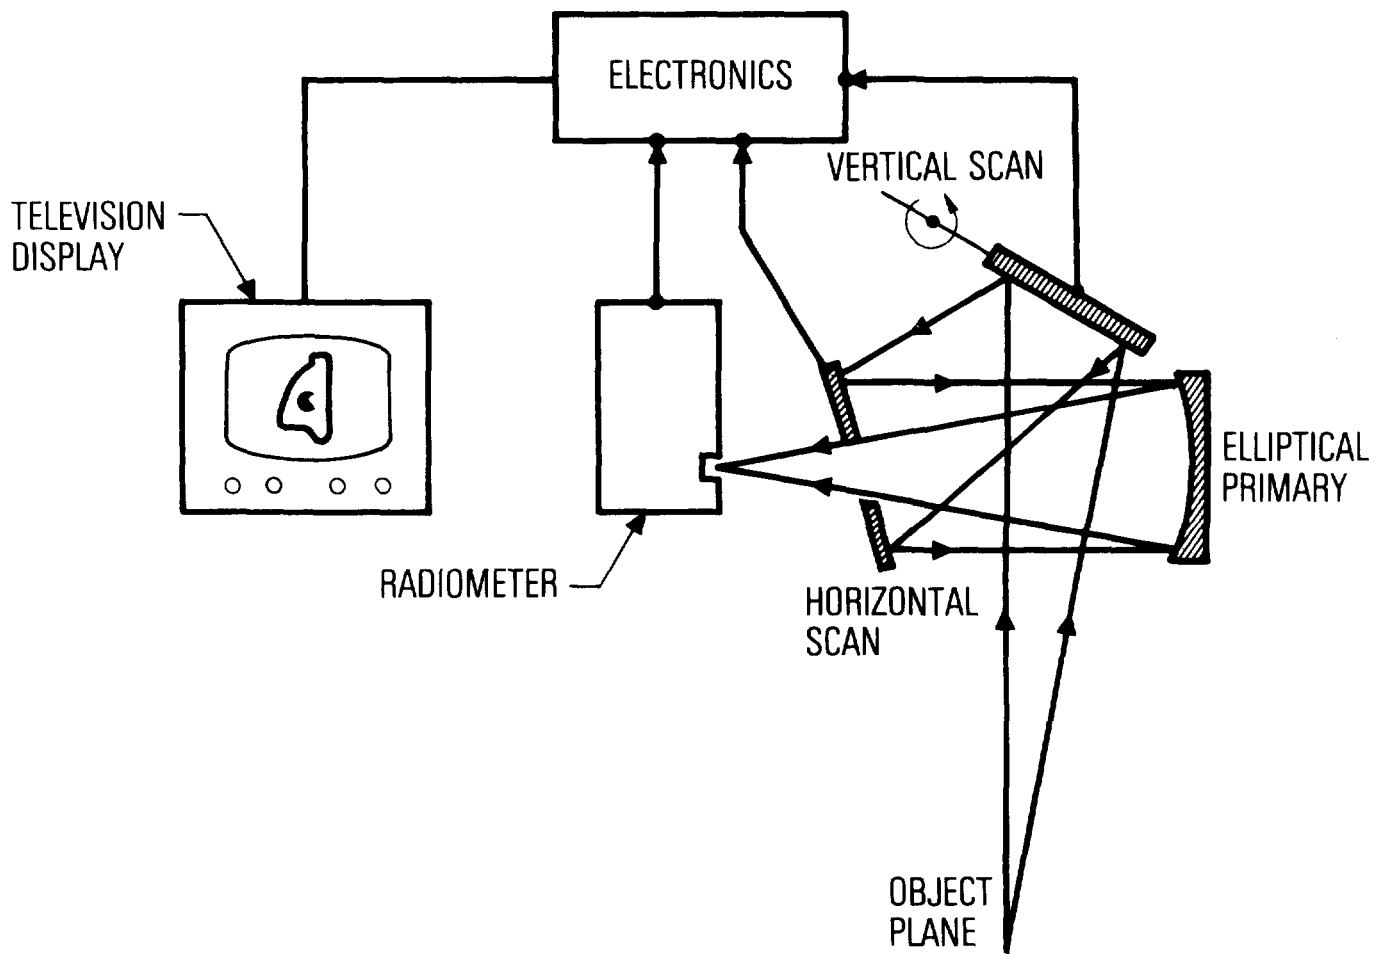 ELECTRONICS
VERTICAL SCAN
TELEVISION
DISPLAY
ELLIPTICAL
PRIMARY
RADIOMETER
HORIZONTAL
SCAN
OBJECT
PLANE